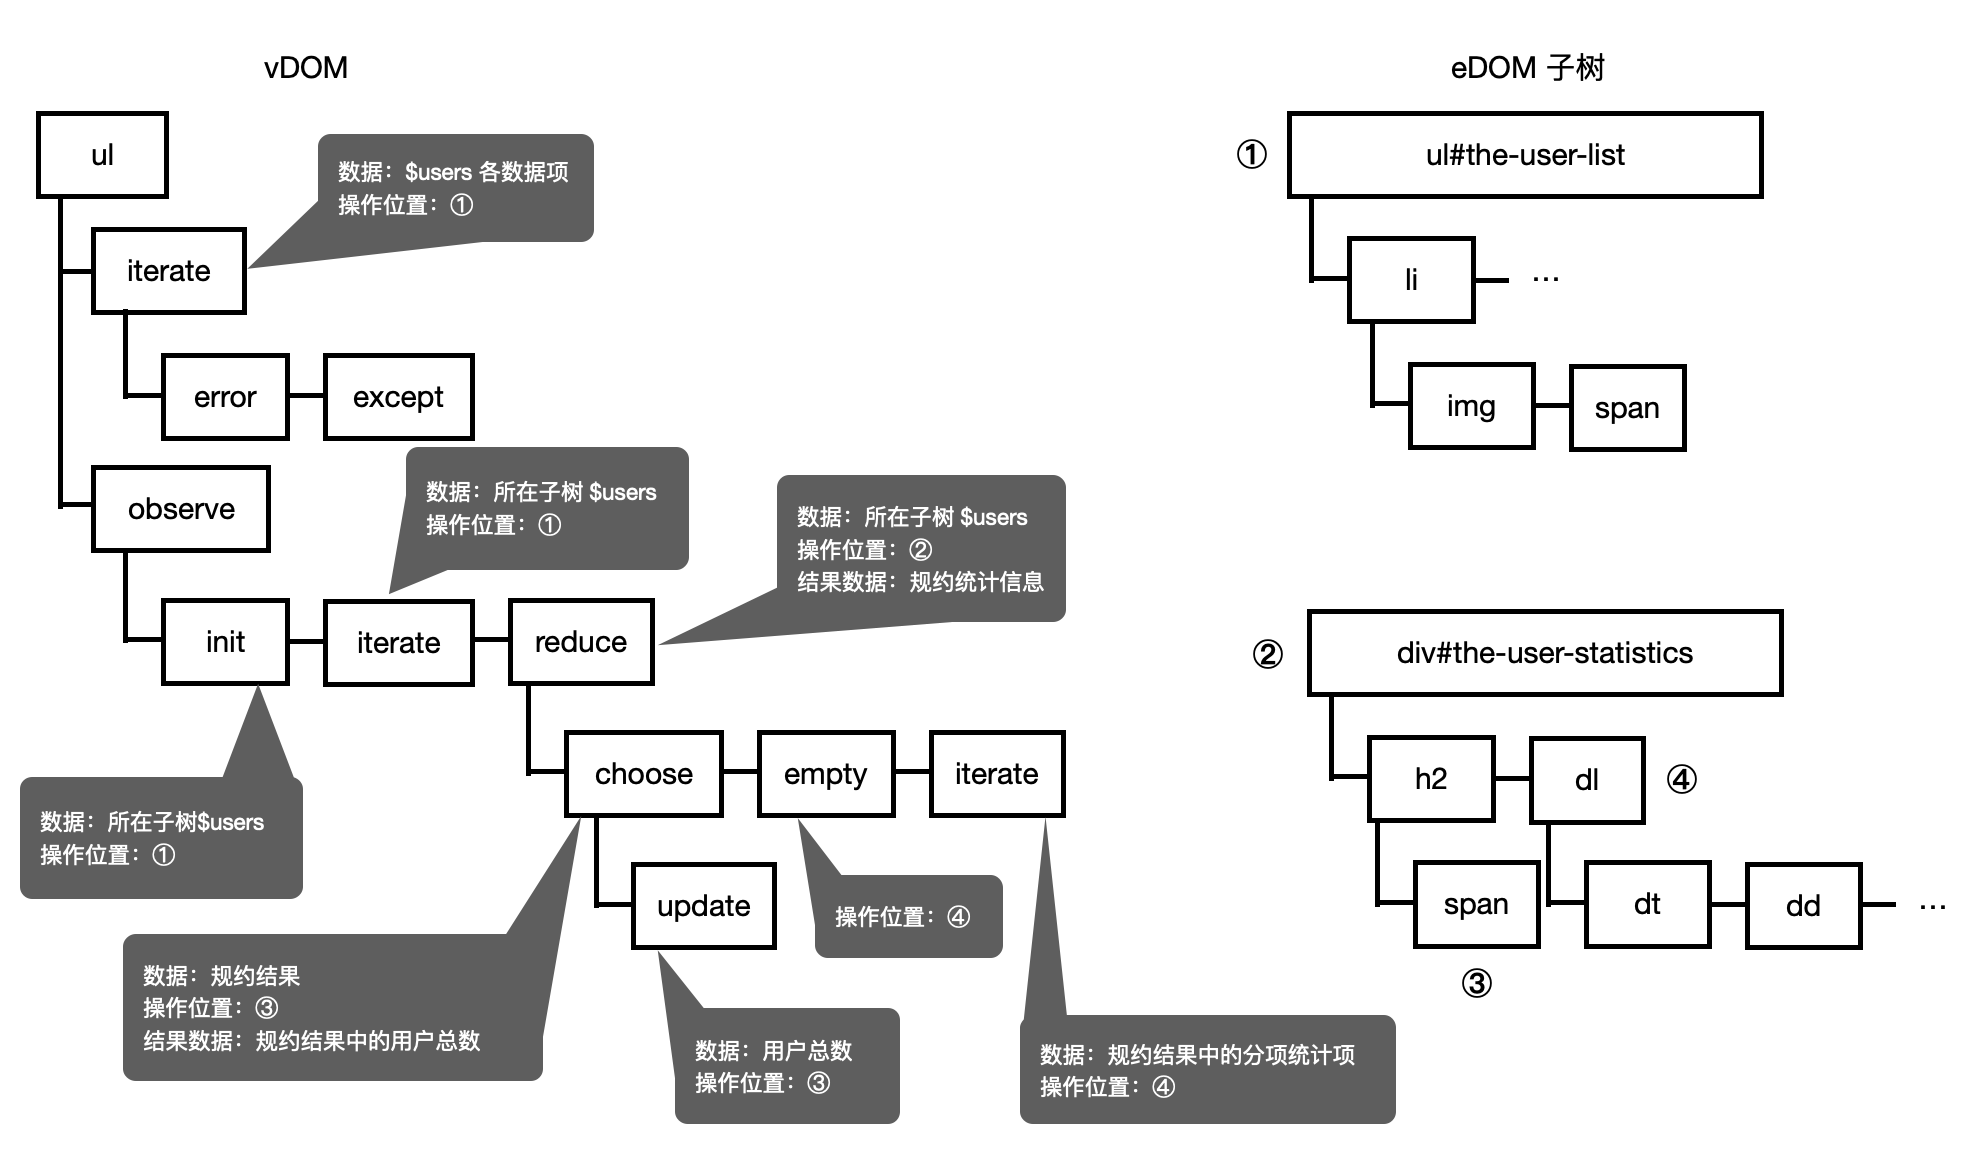 vDOM
ul
数据：$users 各数据项
操作位置：①
iterate
error
except
observe
数据：所在子树 $users
操作位置：①
数据：所在子树 $users
操作位置：②
结果数据：规约统计信息
init
iterate
reduce
数据：所在子树$users
操作位置：①
choose
empty
iterate
update
操作位置：④
数据：规约结果
操作位置：③
结果数据：规约结果中的用户总数
数据：用户总数
操作位置：③
数据：规约结果中的分项统计项
操作位置：④
eDOM 子树
①
ul#the-user-list
li
...
img
span
②
div#the-user-statistics
h2
dl
④
span
dt
dd
...
③